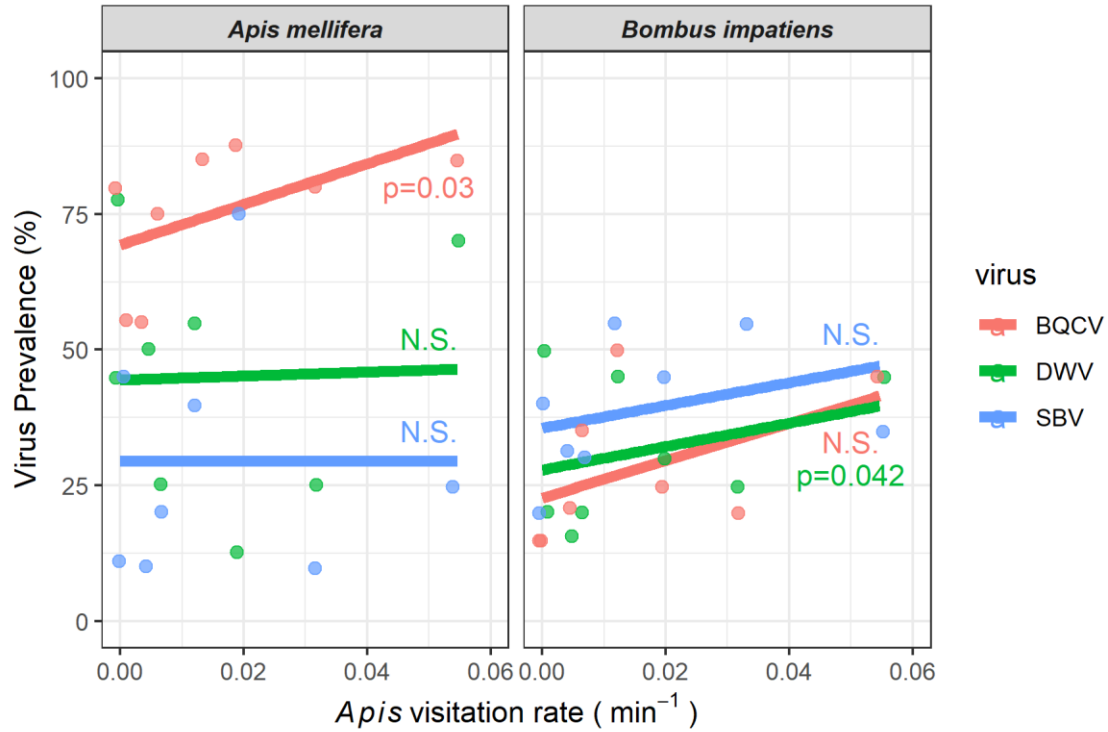 Apis mellifera
Bombus impatiens
Virus Prevalence (%)
100
75
50
25
0
p=0.03
N.S.
N.S.
N.S.
N.S.
p=0.042
0.00 0.02 0.04 0.06
0.00 0.02 0.04 0.06
Apis visitation rate ( min⁻¹ )
virus
a BQCV
a DWV
a SBV